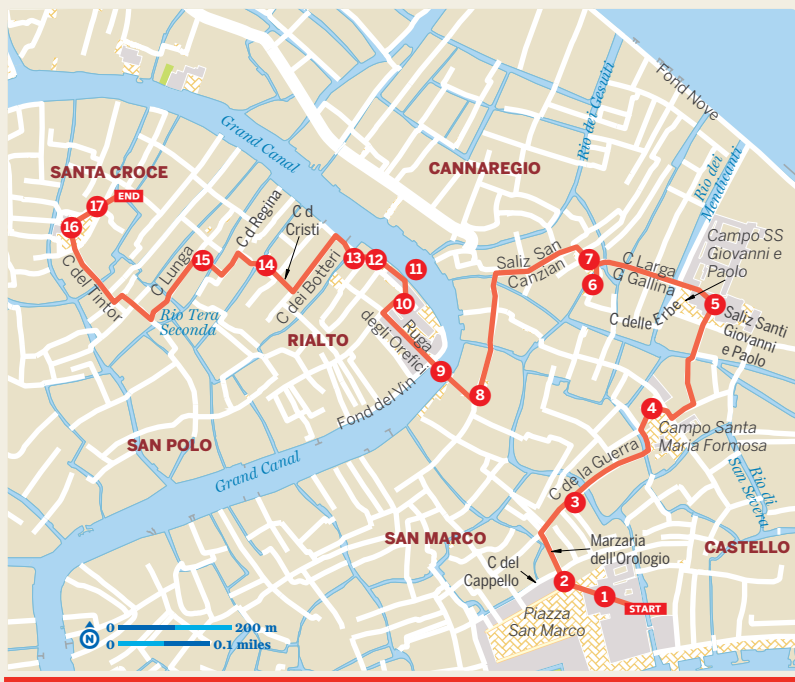 Fond Nove
Rio dei Gesuiti
Grand Canal
CANNAREGIO
Rio dei
Mendicanti
SANTA CROCE
END
17
16
C d Regina
C d
Cristi
Campo SS
Giovanni e
Paolo
15
14
C Lunga
13
12
11
Saliz San
Canzian
7
6
C Larga
G Gallina
C dei Botteri
C del Tintor
Rio Tera
Seconda
10
5
C delle Erbe
Saliz Santi
Giovanni
e Paolo
RIALTO
Ruga
degli Orefici
9
8
4
Fond del Vin
Campo Santa
Maria Formosa
SAN POLO
Grand Canal
C de la Guerra
Rio di
San Severa
3
SAN MARCO
Marzaria
dell'Orologio
CASTELLO
C del
Cappello
2
1
START
Piazza
San Marco
N
0 200 m
0 0.1 miles